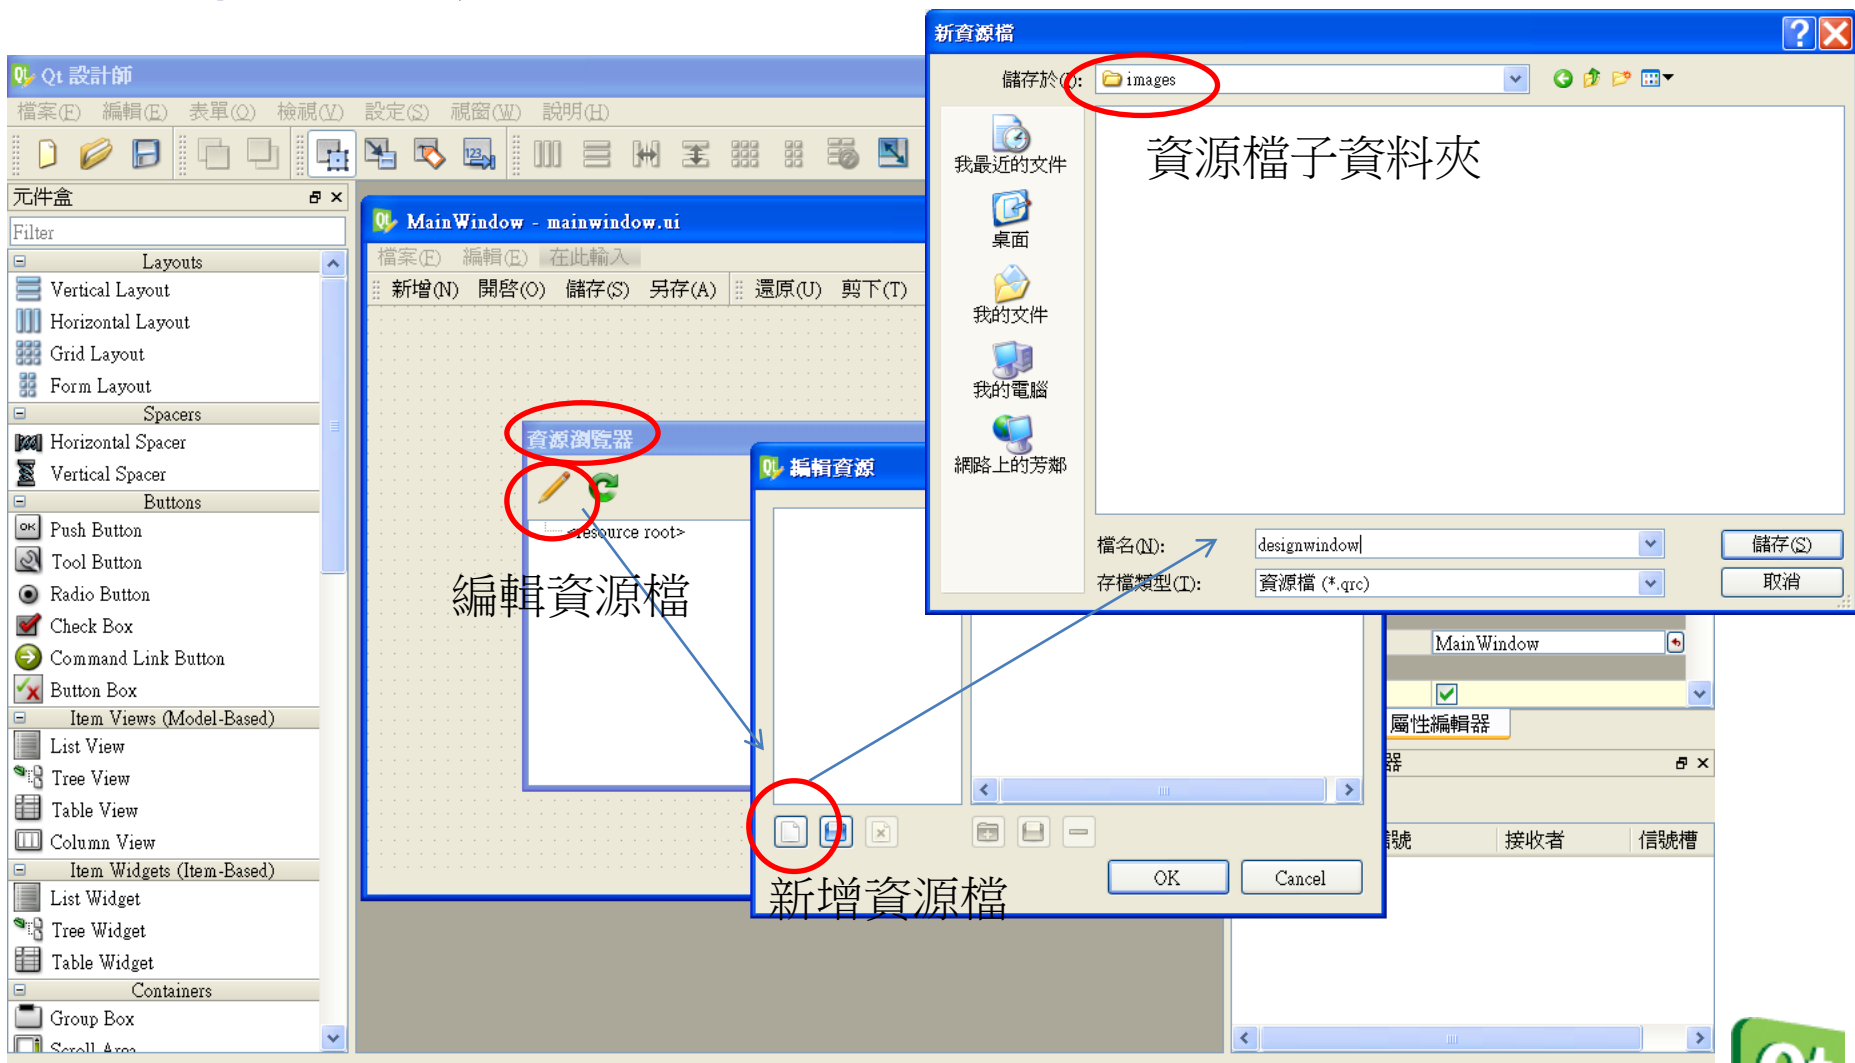 新資源檔
儲存於(I):
images
資源檔子資料夾
我最近的文件
桌面
我的文件
我的電腦
網路上的芳鄰
檔名(N):
designwindow
儲存(S)
存檔類型(T):
資源檔 (*.qrc)
取消
Qt 設計師
檔案(F) 編輯(E) 表單(O) 檢視(V) 設定(S) 視窗(W) 說明(H)
元件盒
Filter
Layouts
Vertical Layout
Horizontal Layout
Grid Layout
Form Layout
Spacers
Horizontal Spacer
Vertical Spacer
Buttons
OK
Push Button
Tool Button
Radio Button
Check Box
Command Link Button
Button Box
Item Views (Model-Based)
List View
Tree View
Table View
Column View
Item Widgets (Item-Based)
List Widget
Tree Widget
Table Widget
Containers
Group Box
Scroll Area
MainWindow - mainwindow.ui
檔案(F) 編輯(E) 在此輸入
新增(N) 開啓(O) 儲存(S) 另存(A) 還原(U) 剪下(T)
資源瀏覽器
<resource root>
編輯資源檔
編輯資源
新增資源檔
OK
Cancel
MainWindow
屬性編輯器
器
號 接收者 信號槽
Qt